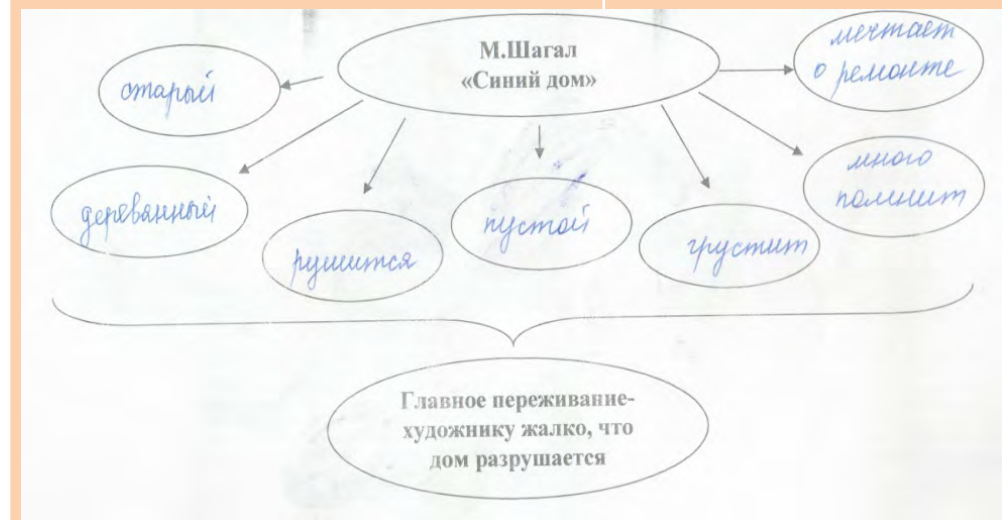 М.Шагал
«Синий дом»
мечтает
о ремонте
старый
много
помнит
деревянный
пустой
грустит
рушится
Главное переживание-
художнику жалко, что
дом разрушается